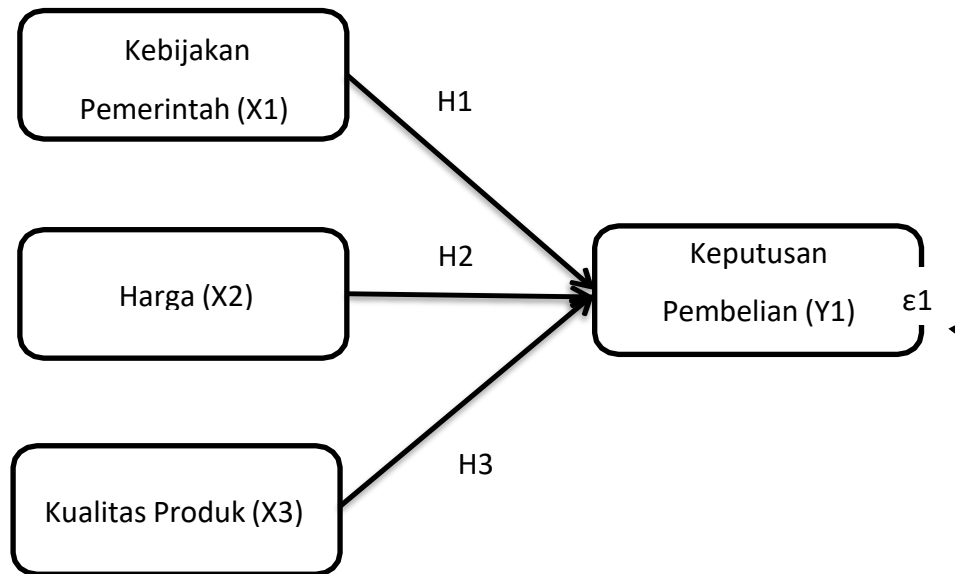 Kebijakan
Pemerintah (X1)
H1
H2
Harga (X2)
Keputusan
Pembelian (Y1)
ε1
H3
Kualitas Produk (X3)